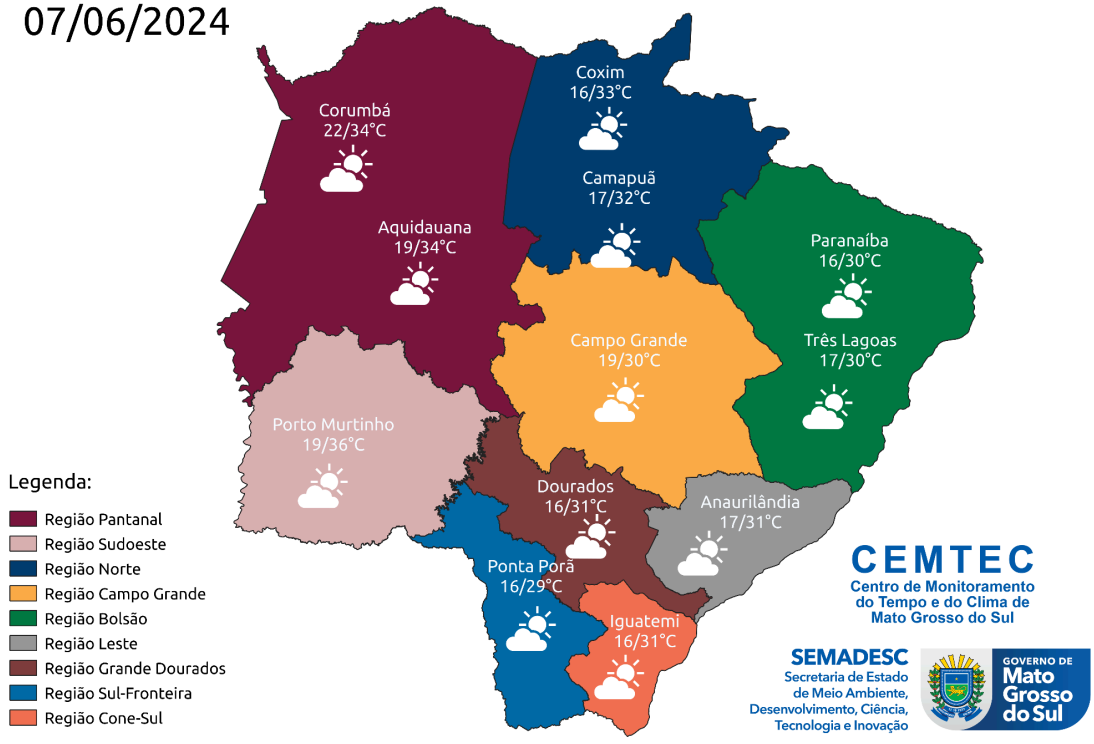 07/06/2024
Coxim
16/33°C
Corumbá
22/34°C
Camapuã
17/32°C
Aquidauana
19/34°C
Paranaíba
16/30°C
Campo Grande
19/30°C
Três Lagoas
17/30°C
Porto Murtinho
19/36°C
Dourados
16/31°C
Anaurilândia
17/31°C
Ponta Porã
16/29°C
Iguatemi
16/31°C
Legenda:
Região Pantanal
Região Sudoeste
Região Norte
Região Campo Grande
Região Bolsão
Região Leste
Região Grande Dourados
Região Sul-Fronteira
Região Cone-Sul
CEMTEC
Centro de Monitoramento
do Tempo e do Clima de
Mato Grosso do Sul
SEMADESC
Secretaria de Estado
de Meio Ambiente,
Desenvolvimento, Ciência,
Tecnologia e Inovação
GOVERNO DE
Mato
Grosso
do Sul